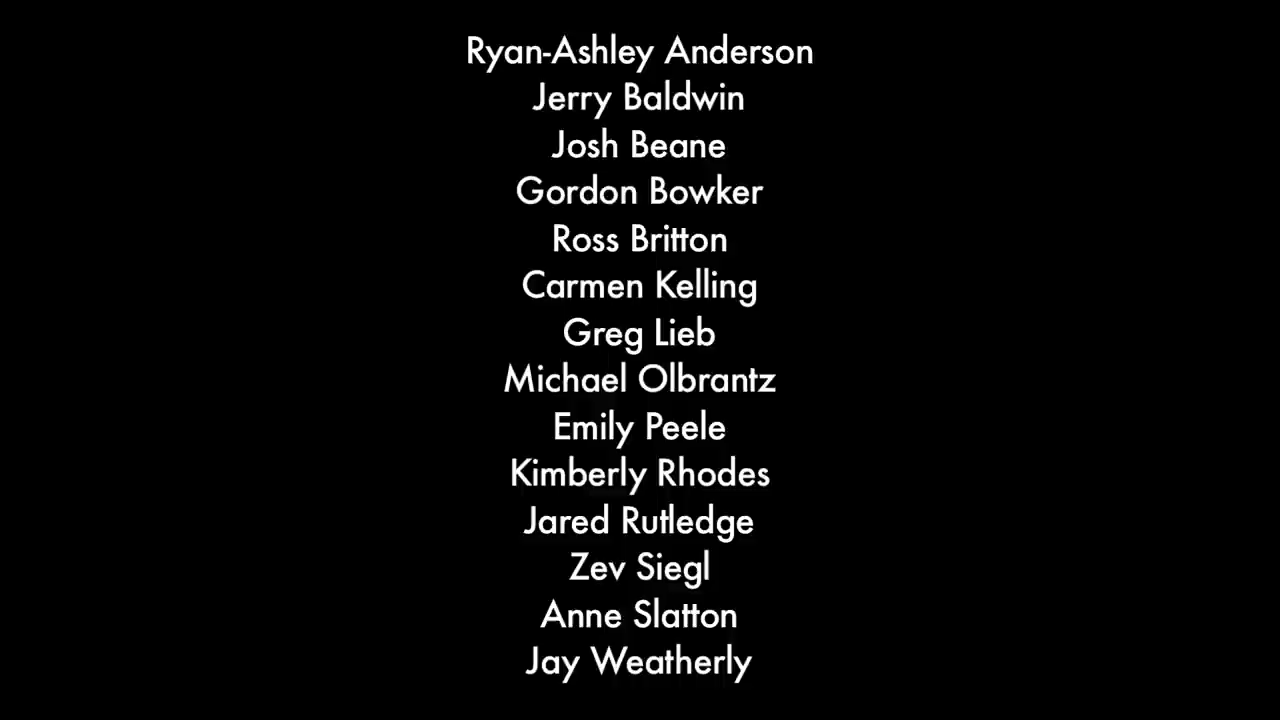 Ryan-Ashley Anderson
Jerry Baldwin
Josh Beane
Gordon Bowker
Ross Britton
Carmen Kelling
Greg Lieb
Michael Olbrantz
Emily Peele
Kimberly Rhodes
Jared Rutledge
Zev Siegl
Anne Slatton
Jay Weatherly